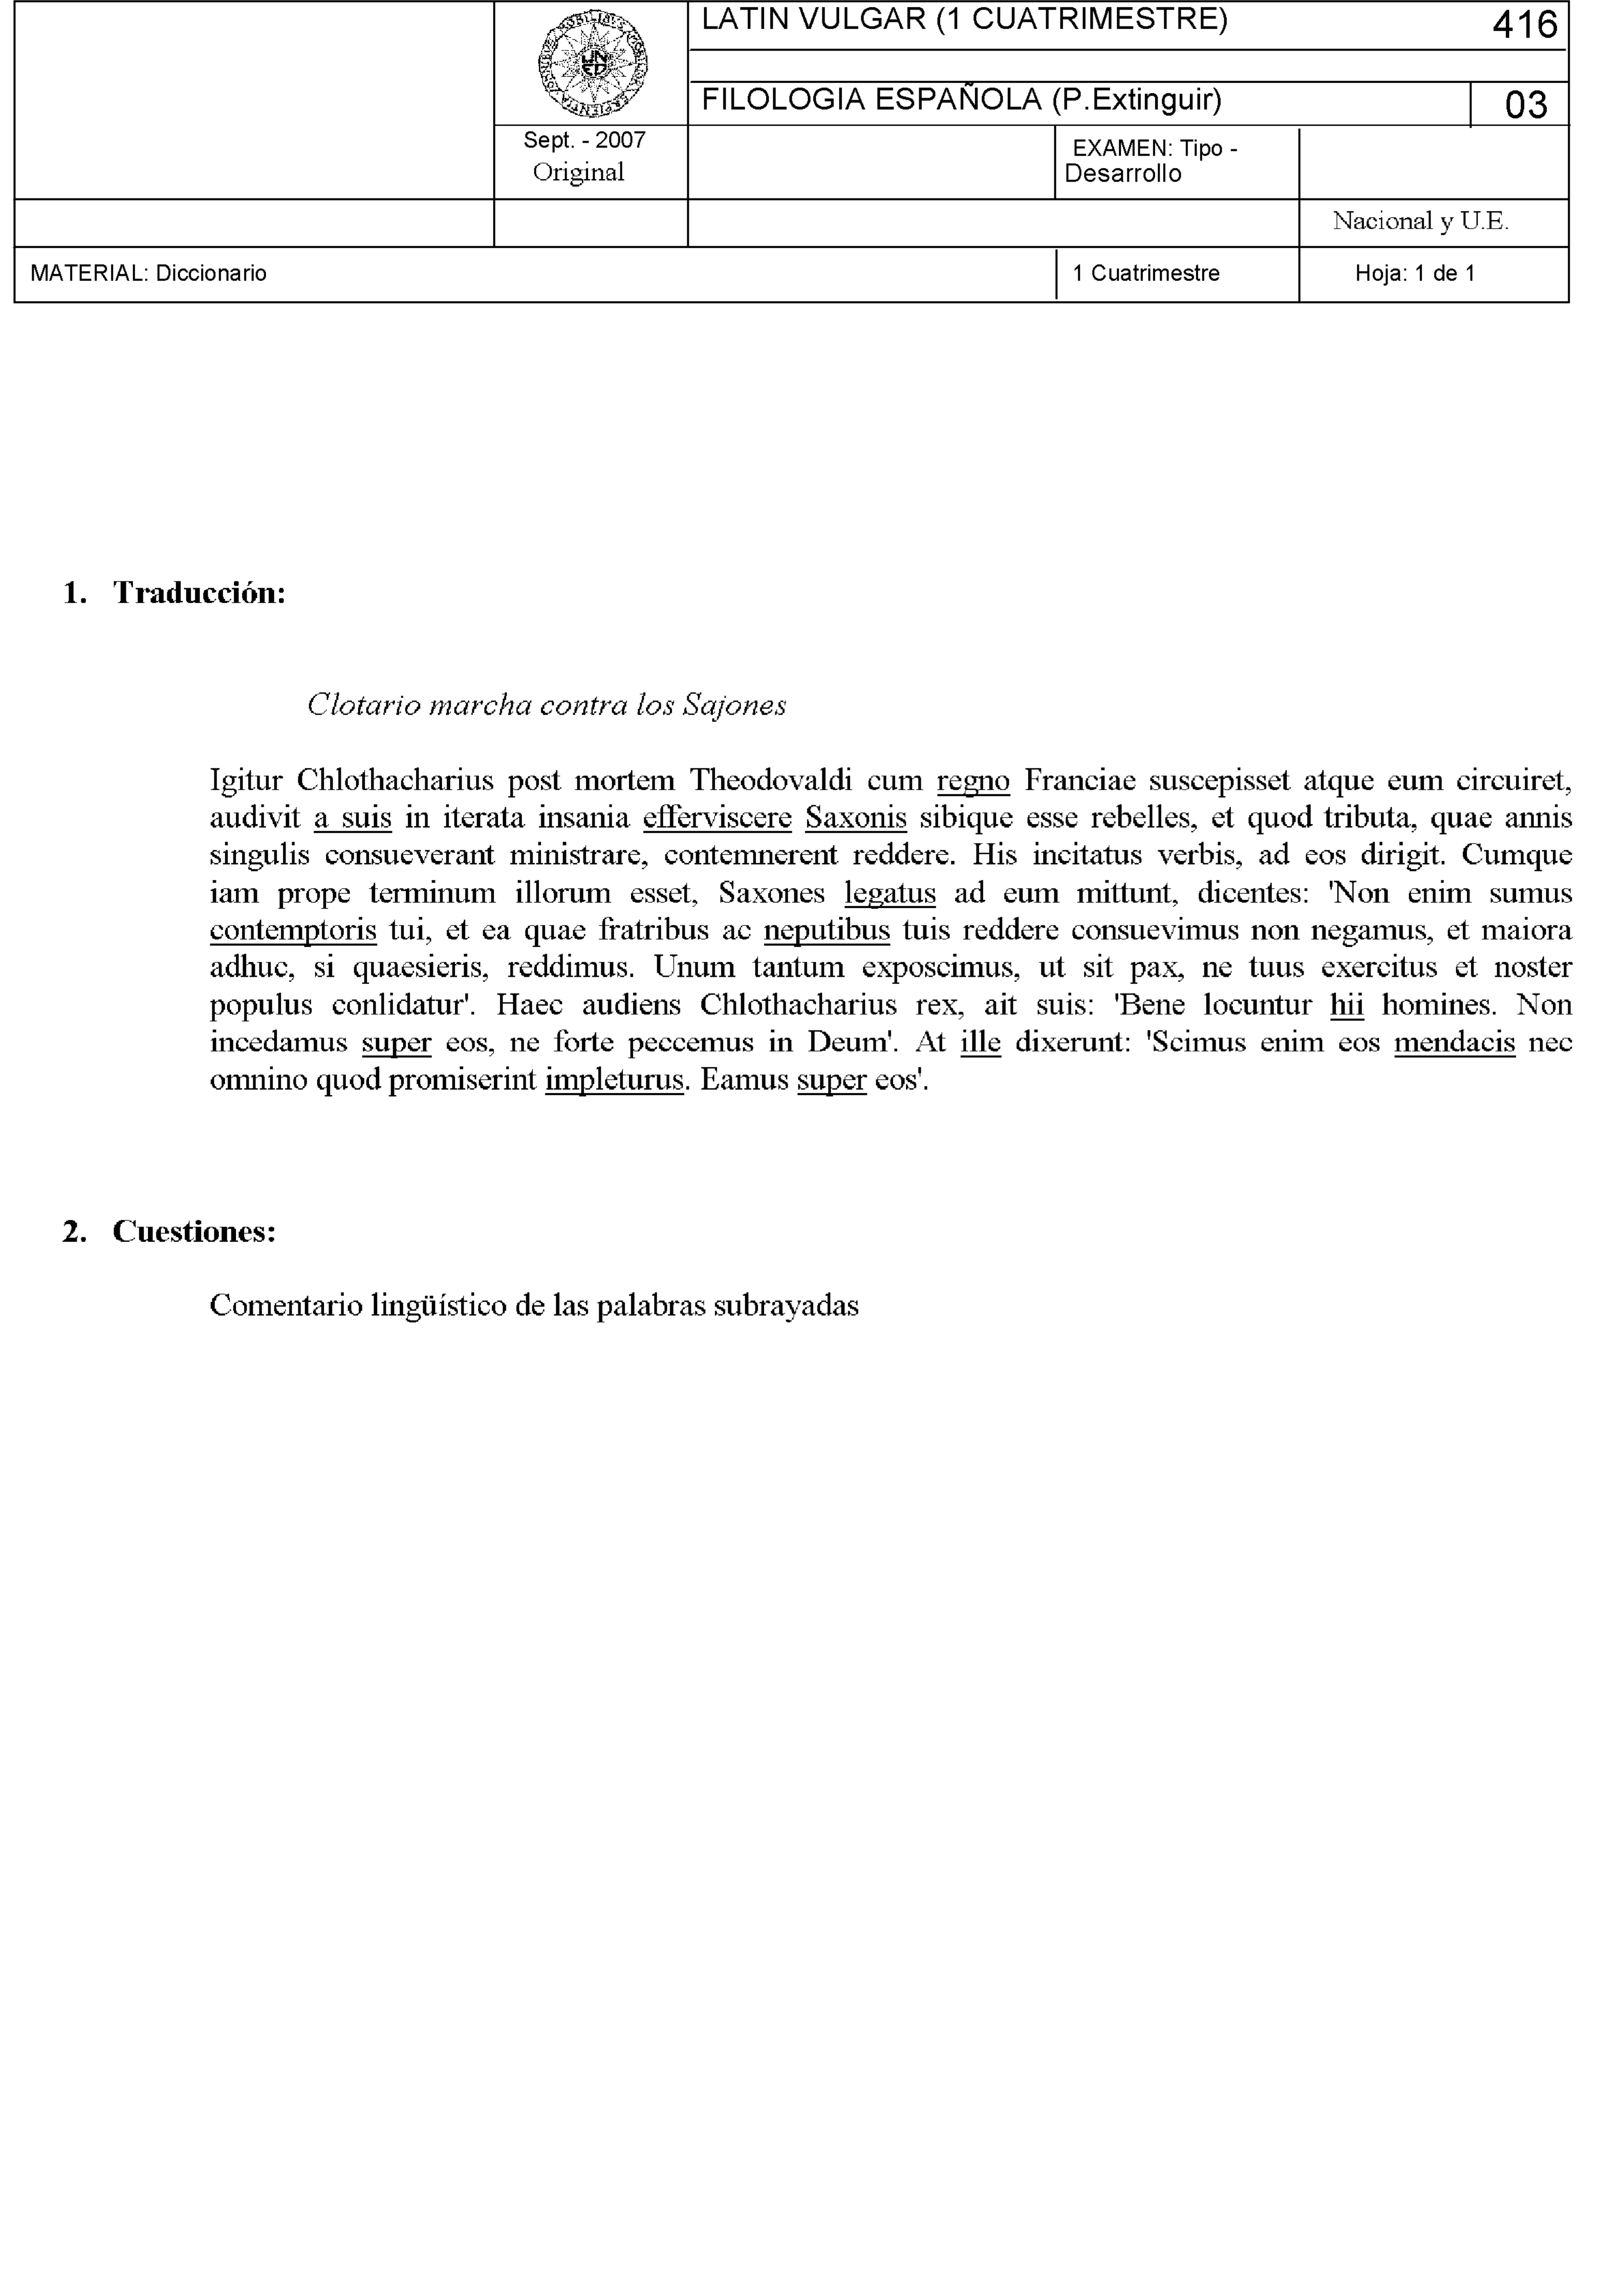 LATIN VULGAR (1 CUATRIMESTRE) 416
FILOLOGIA ESPAÑOLA (P.Extinguir) 03
Sept. - 2007
Original
EXAMEN: Tipo -
Desarrollo
Nacional y U.E.
MATERIAL: Diccionario 1 Cuatrimestre Hoja: 1 de 1
1. Traducción:
Clotario marcha contra los Sajones
Igitur Chlothacharius post mortem Theodovaldi cum regno Franciae suscepisset atque eum circuiret,
audivit a suis in iterata insania efferviscere Saxonis sibique esse rebelles, et quod tributa, quae annis
singulis consueverant ministrare, contemnerent reddere. His incitatus verbis, ad eos dirigit. Cumque
iam prope terminum illorum esset, Saxones legatus ad eum mittunt, dicentes: 'Non enim sumus
contemptoris tui, et ea quae fratribus ac neputibus tuis reddere consuevimus non negamus, et maiora
adhuc, si quaesieris, reddimus. Unum tantum exposcimus, ut sit pax, ne tuus exercitus et noster
populus conlidatur'. Haec audiens Chlothacharius rex, ait suis: 'Bene locuntur hii homines. Non
incedamus super eos, ne forte peccemus in Deum'. At ille dixerunt: 'Scimus enim eos mendacis nec
omnino quod promiserint impleturus. Eamus super eos'.
2. Cuestiones:
Comentario lingüístico de las palabras subrayadas